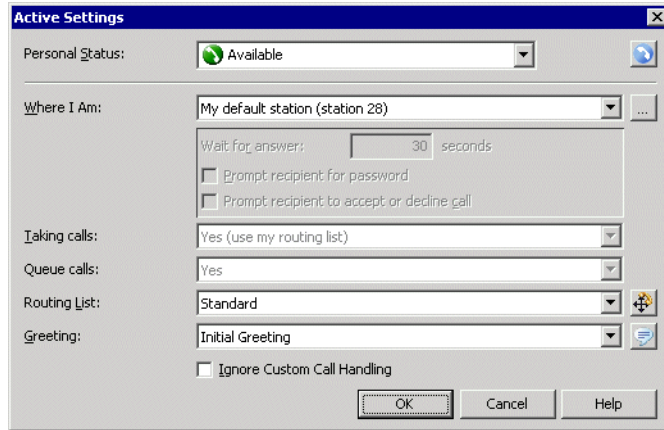 Active Settings
Personal Status: Available
Where I Am: My default station (station 28) ...
Wait for answer: 30 seconds
Prompt recipient for password
Prompt recipient to accept or decline call
Taking calls: Yes (use my routing list)
Queue calls: Yes
Routing List: Standard
Greeting: Initial Greeting
Ignore Custom Call Handling
OK Cancel Help